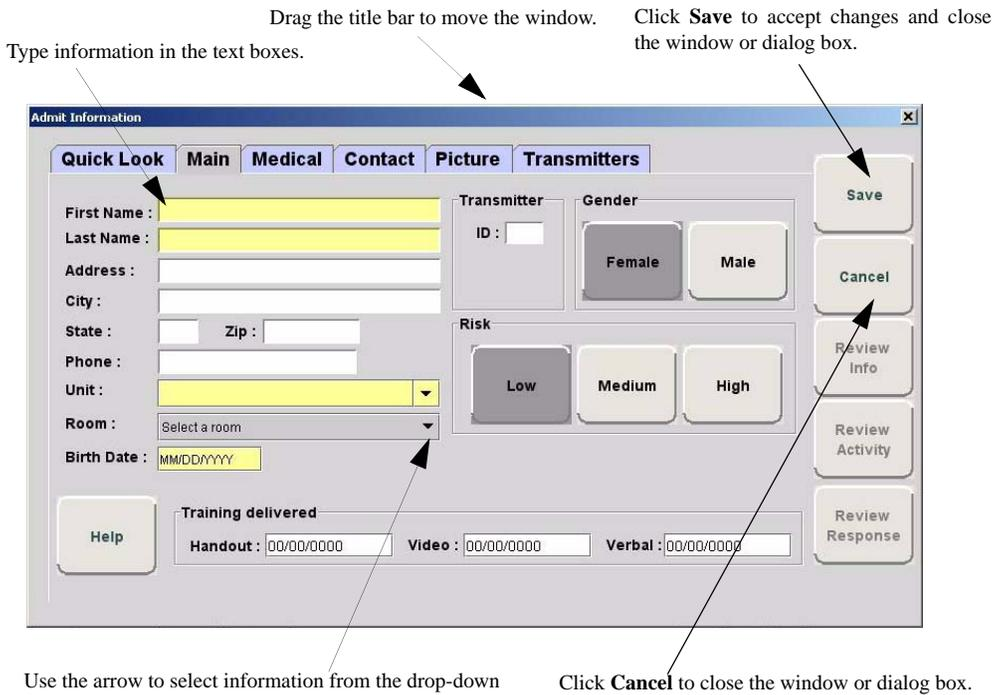 Drag the title bar to move the window.
Click Save to accept changes and close
the window or dialog box.
Type information in the text boxes.
Admit Information
Quick Look Main Medical Contact Picture Transmitters
First Name :
Last Name :
Address :
City :
State : Zip :
Phone :
Unit :
Room : Select a room
Birth Date : MM/DD/YYYY
Transmitter
ID :
Gender
Female Male
Risk
Low Medium High
Save
Cancel
Review
Info
Review
Activity
Review
Response
Help
Training delivered
Handout : 00/00/0000 Video : 00/00/0000 Verbal : 00/00/0000
Use the arrow to select information from the drop-down
Click Cancel to close the window or dialog box.